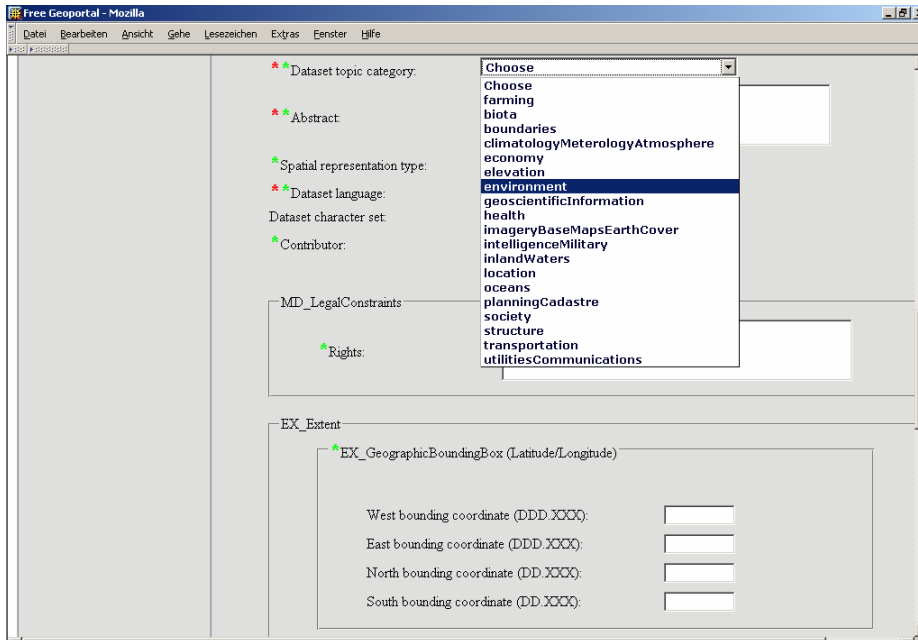 Free Geoportal - Mozilla
Datei Bearbeiten Ansicht Gehe Lesezeichen Extras Fenster Hilfe
**Dataset topic category:
Choose
Choose
farming
biota
boundaries
climatologyMeterologyAtmosphere
economy
elevation
environment
geoscientificInformation
health
imageryBaseMapsEarthCover
intelligenceMilitary
inlandWaters
location
oceans
planningCadastre
society
structure
transportation
utilitiesCommunications
**Abstract:
*Spatial representation type:
**Dataset language:
Dataset character set:
*Contributor:
MD_LegalConstraints
*Rights:
EX_Extent
*EX_GeographicBoundingBox (Latitude/Longitude)
West bounding coordinate (DDD.XXX):
East bounding coordinate (DDD.XXX):
North bounding coordinate (DD.XXX):
South bounding coordinate (DD.XXX):